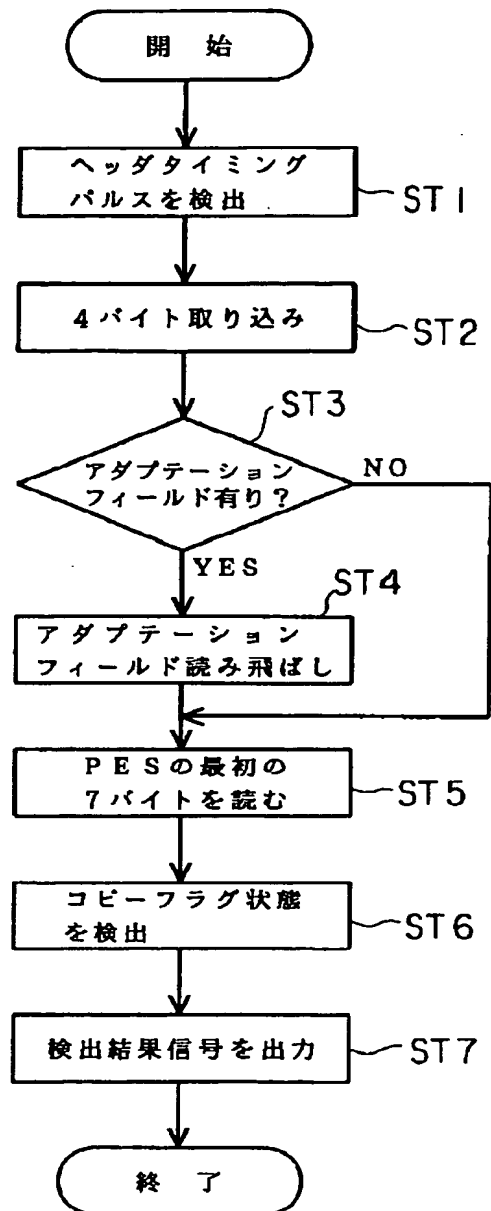 開始
ヘッダタイミング
パルスを検出
ST1
4バイト取り込み
ST2
ST3
アダプテーション
フィールド有り?
NO
YES
ST4
アダプテーション
フィールド読み飛ばし
PESの最初の
7バイトを読む
ST5
コピーフラグ状態
を検出
ST6
検出結果信号を出力
ST7
終了